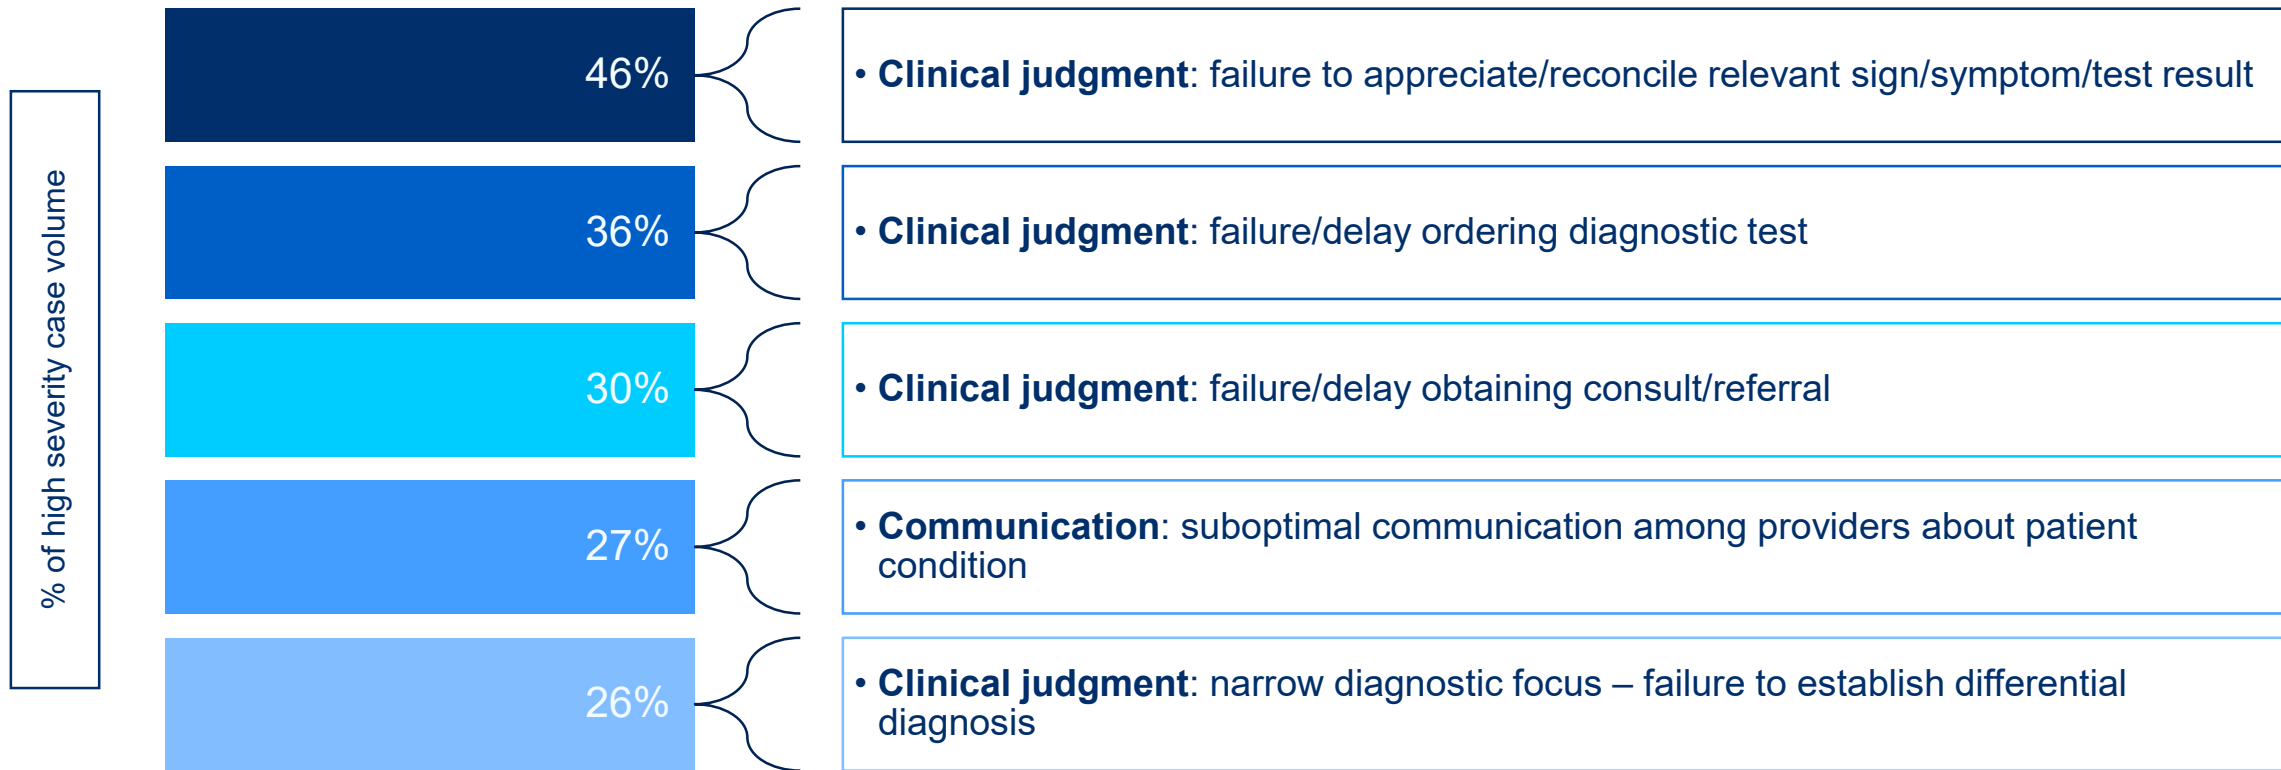 % of high severity case volume
46%
• Clinical judgment: failure to appreciate/reconcile relevant sign/symptom/test result
36%
• Clinical judgment: failure/delay ordering diagnostic test
30%
• Clinical judgment: failure/delay obtaining consult/referral
27%
• Communication: suboptimal communication among providers about patient
condition
26%
• Clinical judgment: narrow diagnostic focus – failure to establish differential
diagnosis